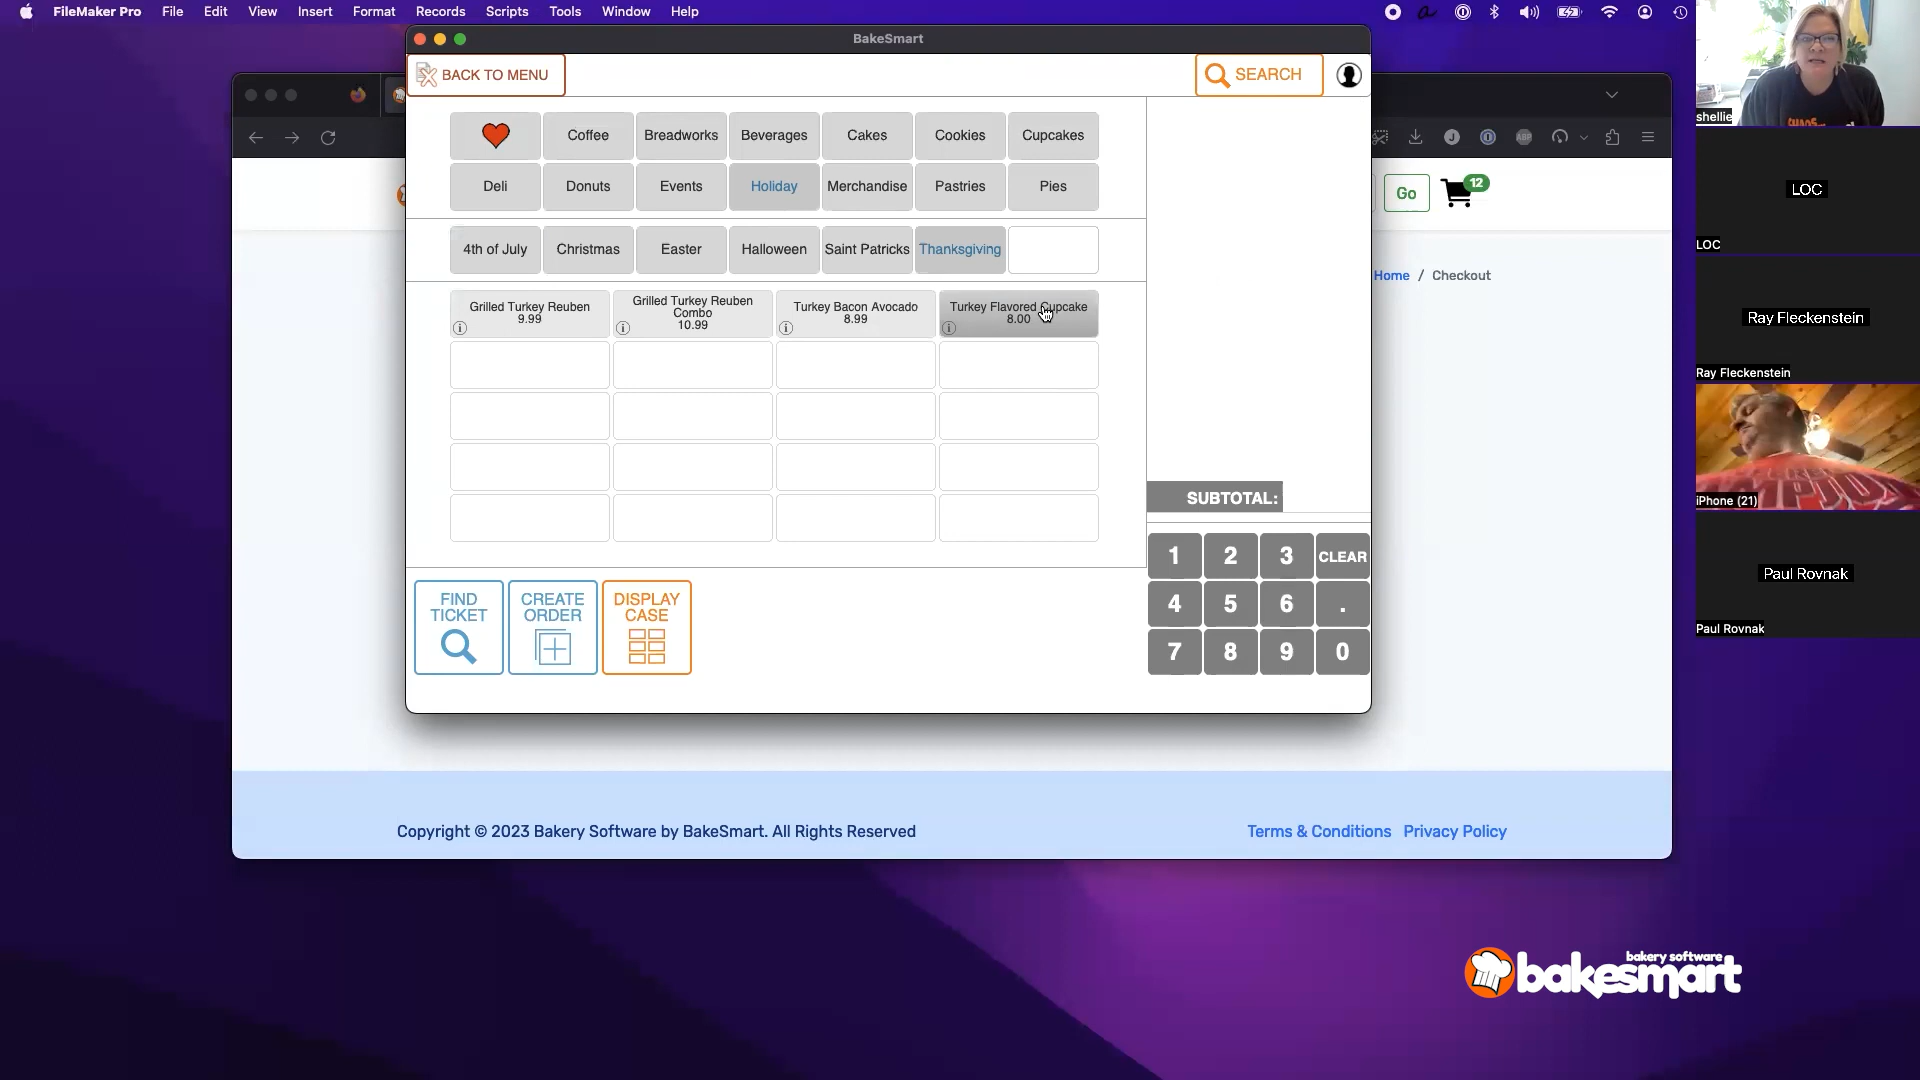 FileMaker Pro File Edit View Insert Format Records Scripts Tools Window Help
BakeSmart
BACK TO MENU
SEARCH
Coffee Breadworks Beverages Cakes Cookies Cupcakes
Deli Donuts Events Holiday Merchandise Pastries Pies
4th of July Christmas Easter Halloween Saint Patricks Thanksgiving
Grilled Turkey Reuben
9.99
Grilled Turkey Reuben
Combo
10.99
Turkey Bacon Avocado
8.99
Turkey Flavored Cupcake
8.00
SUBTOTAL:
1 2 3 CLEAR
4 5 6 .
7 8 9 0
FIND
TICKET
CREATE
ORDER
DISPLAY
CASE
Go
12
Home / Checkout
Copyright © 2023 Bakery Software by BakeSmart. All Rights Reserved
Terms & Conditions Privacy Policy
bakery software
bakesmart
shellie
LOC
LOC
Ray Fleckenstein
Ray Fleckenstein
iPhone (21)
Paul Rovnak
Paul Rovnak